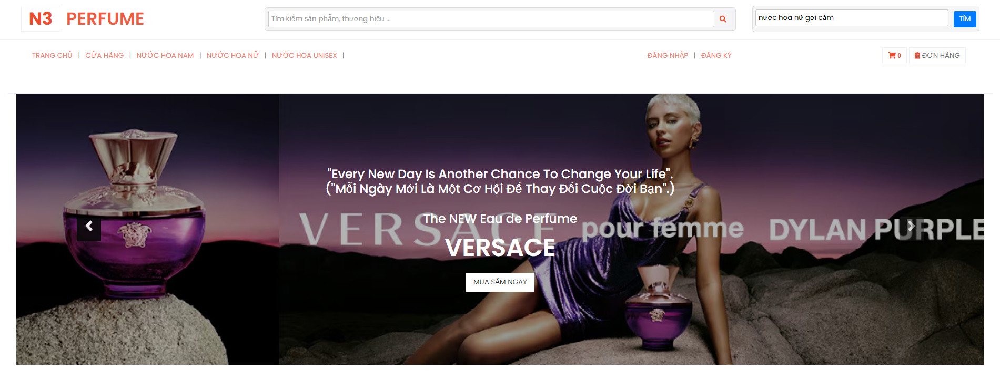 N3 PERFUME
Tìm kiếm sản phẩm, thương hiệu ...
nước hoa nữ gợi cảm
TÌM
TRANG CHỦ | CỬA HÀNG | NƯỚC HOA NAM | NƯỚC HOA NỮ | NƯỚC HOA UNISEX |
ĐĂNG NHẬP | ĐĂNG KÝ
0
ĐƠN HÀNG
"Every New Day Is Another Chance To Change Your Life".
("Mỗi Ngày Mới Là Một Cơ Hội Để Thay Đổi Cuộc Đời Bạn".)
The NEW Eau de Perfume
VERSACE pour femme DYLAN PURPLE
VERSACE
MUA SẮM NGAY